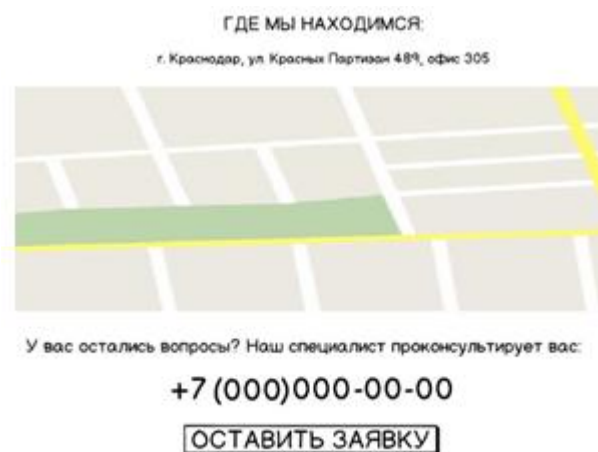 ГДЕ МЫ НАХОДИМСЯ:
г. Краснодар, ул. Красных Партизан 489, офис 305
У вас остались вопросы? Наш специалист проконсультирует вас:
+7 (000)000-00-00
ОСТАВИТЬ ЗАЯВКУ